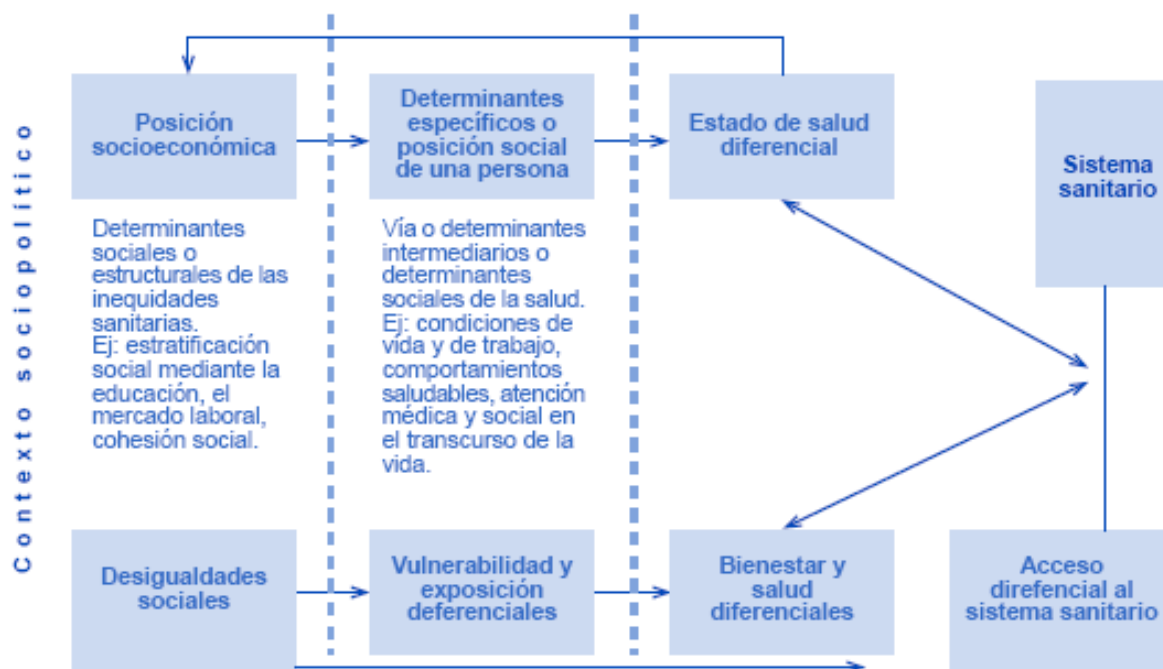 Contexto sociopolítico
Posición
socioeconómica
Determinantes
específicos o
posición social
de una persona
Estado de salud
diferencial
Sistema
sanitario
Determinantes
sociales o
estructurales de las
inequidades
sanitarias.
Ej: estratificación
social mediante la
educación, el
mercado laboral,
cohesión social.
Vía o determinantes
intermediarios o
determinantes
sociales de la salud.
Ej: condiciones de
vida y de trabajo,
comportamientos
saludables, atención
médica y social en
el transcurso de la
vida.
Desigualdades
sociales
Vulnerabilidad y
exposición
deferenciales
Bienestar y
salud
diferenciales
Acceso
direfencial al
sistema sanitario